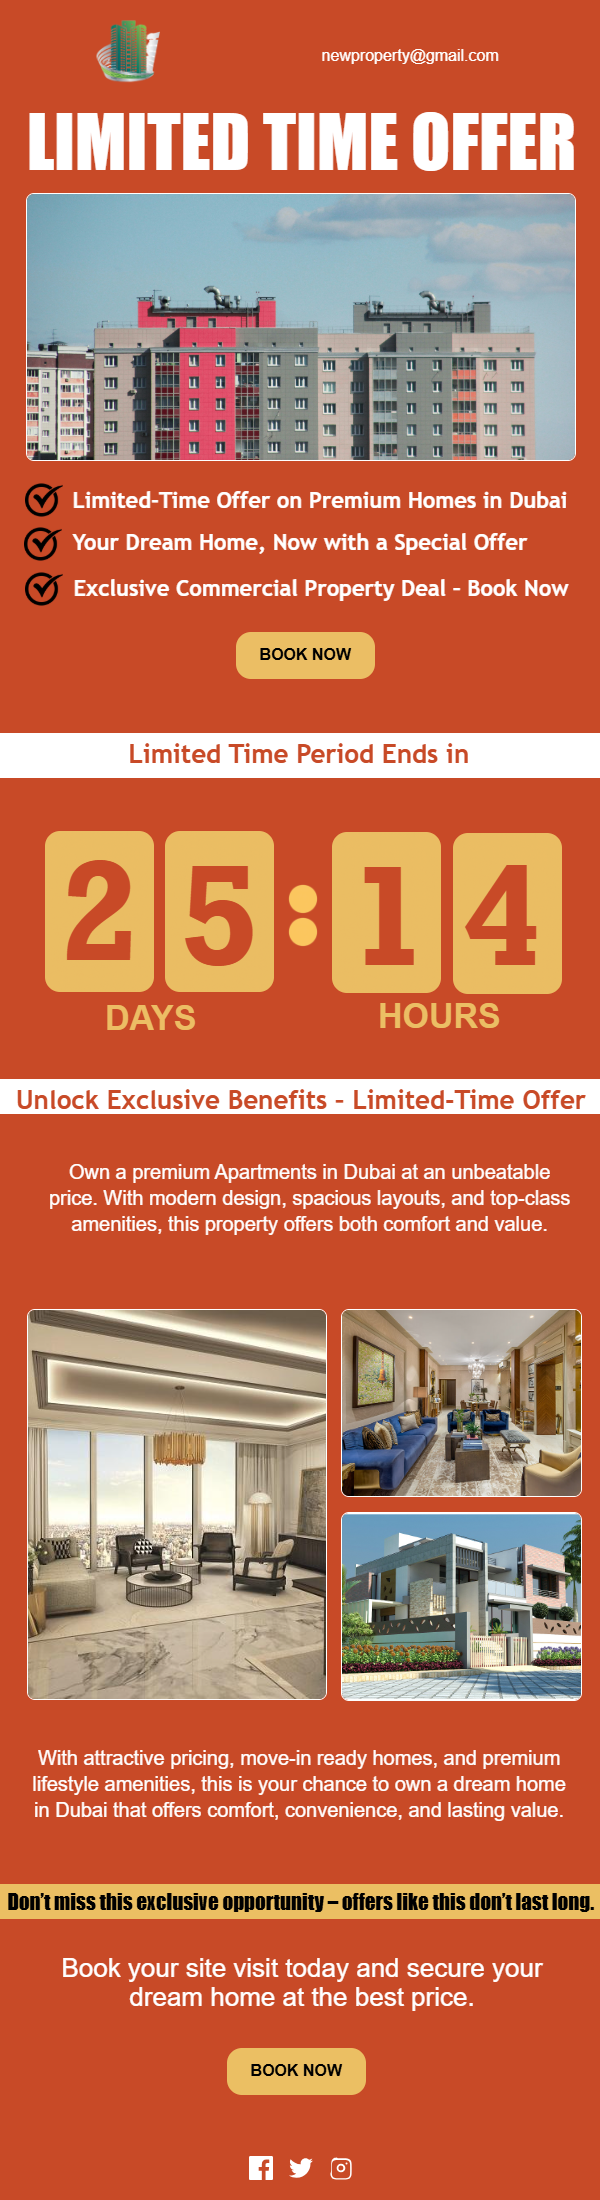 newproperty@gmail.com
LIMITED TIME OFFER
Limited-Time Offer on Premium Homes in Dubai
Your Dream Home, Now with a Special Offer
Exclusive Commercial Property Deal – Book Now
BOOK NOW
Limited Time Period Ends in
25:14
DAYS HOURS
Unlock Exclusive Benefits – Limited-Time Offer
Own a premium Apartments in Dubai at an unbeatable
price. With modern design, spacious layouts, and top-class
amenities, this property offers both comfort and value.
With attractive pricing, move-in ready homes, and premium
lifestyle amenities, this is your chance to own a dream home
in Dubai that offers comfort, convenience, and lasting value.
Don't miss this exclusive opportunity – offers like this don't last long.
Book your site visit today and secure your
dream home at the best price.
BOOK NOW